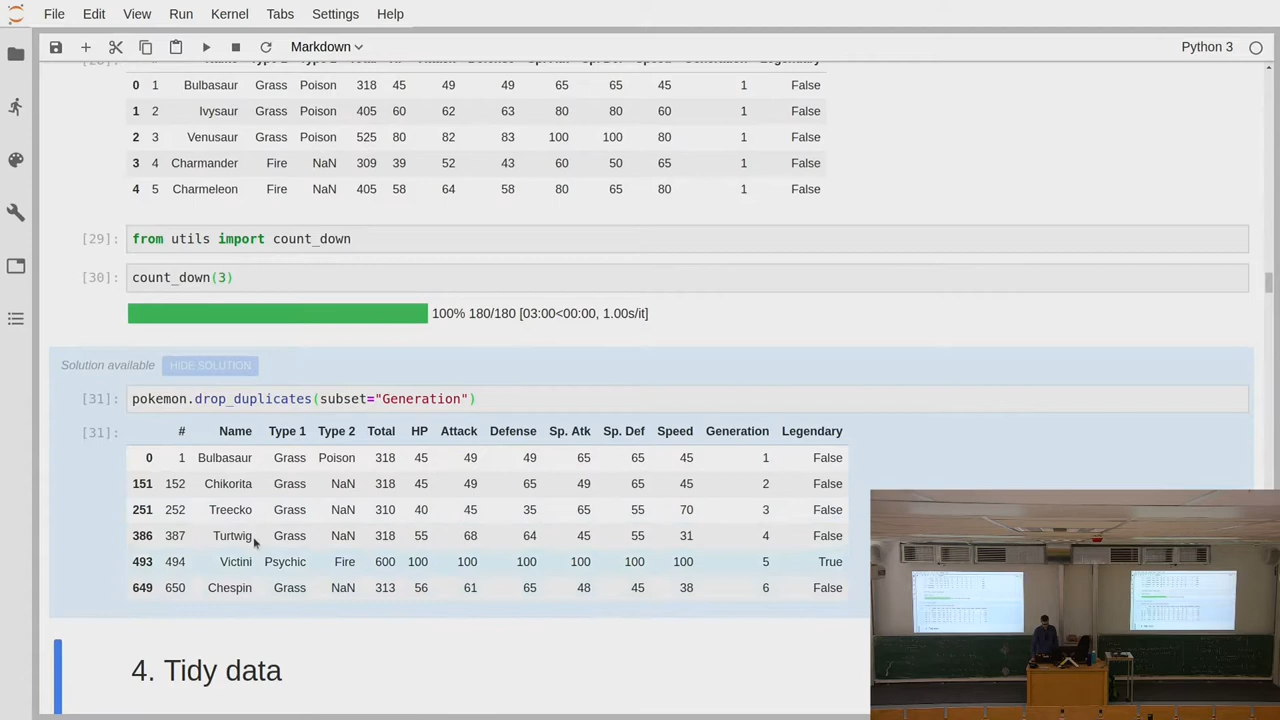 File Edit View Run Kernel Tabs Settings Help
Markdown Python 3
0 1 Bulbasaur Grass Poison 318 45 49 49 65 65 45 1 False
1 2 Ivysaur Grass Poison 405 60 62 63 80 80 60 1 False
2 3 Venusaur Grass Poison 525 80 82 83 100 100 80 1 False
3 4 Charmander Fire NaN 309 39 52 43 60 50 65 1 False
4 5 Charmeleon Fire NaN 405 58 64 58 80 65 80 1 False
[29]: from utils import count_down
[30]: count_down(3)
100% 180/180 [03:00<00:00, 1.00s/it]
Solution available HIDE SOLUTION
[31]: pokemon.drop_duplicates(subset="Generation")
[31]: # Name Type 1 Type 2 Total HP Attack Defense Sp. Atk Sp. Def Speed Generation Legendary
0 1 Bulbasaur Grass Poison 318 45 49 49 65 65 45 1 False
151 152 Chikorita Grass NaN 318 45 49 65 49 65 45 2 False
251 252 Treecko Grass NaN 310 40 45 35 65 55 70 3 False
386 387 Turtwig Grass NaN 318 55 68 64 45 55 31 4 False
493 494 Victini Psychic Fire 600 100 100 100 100 100 100 5 True
649 650 Chespin Grass NaN 313 56 61 65 48 45 38 6 False
4. Tidy data